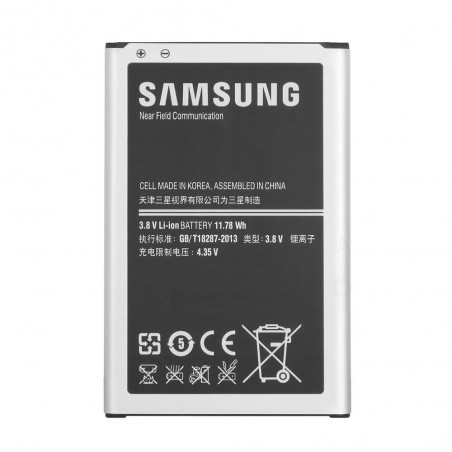 SAMSUNG
Near Field Communication
CELL MADE IN KOREA, ASSEMBLED IN CHINA
天津三星视界有限公司为三星制造
3.8 V Li-ion BATTERY 11.78 Wh
执行标准: GB/T18287-2013 类型: 3.8 V 锂离子
充电限制电压: 4.35 V
5 CE